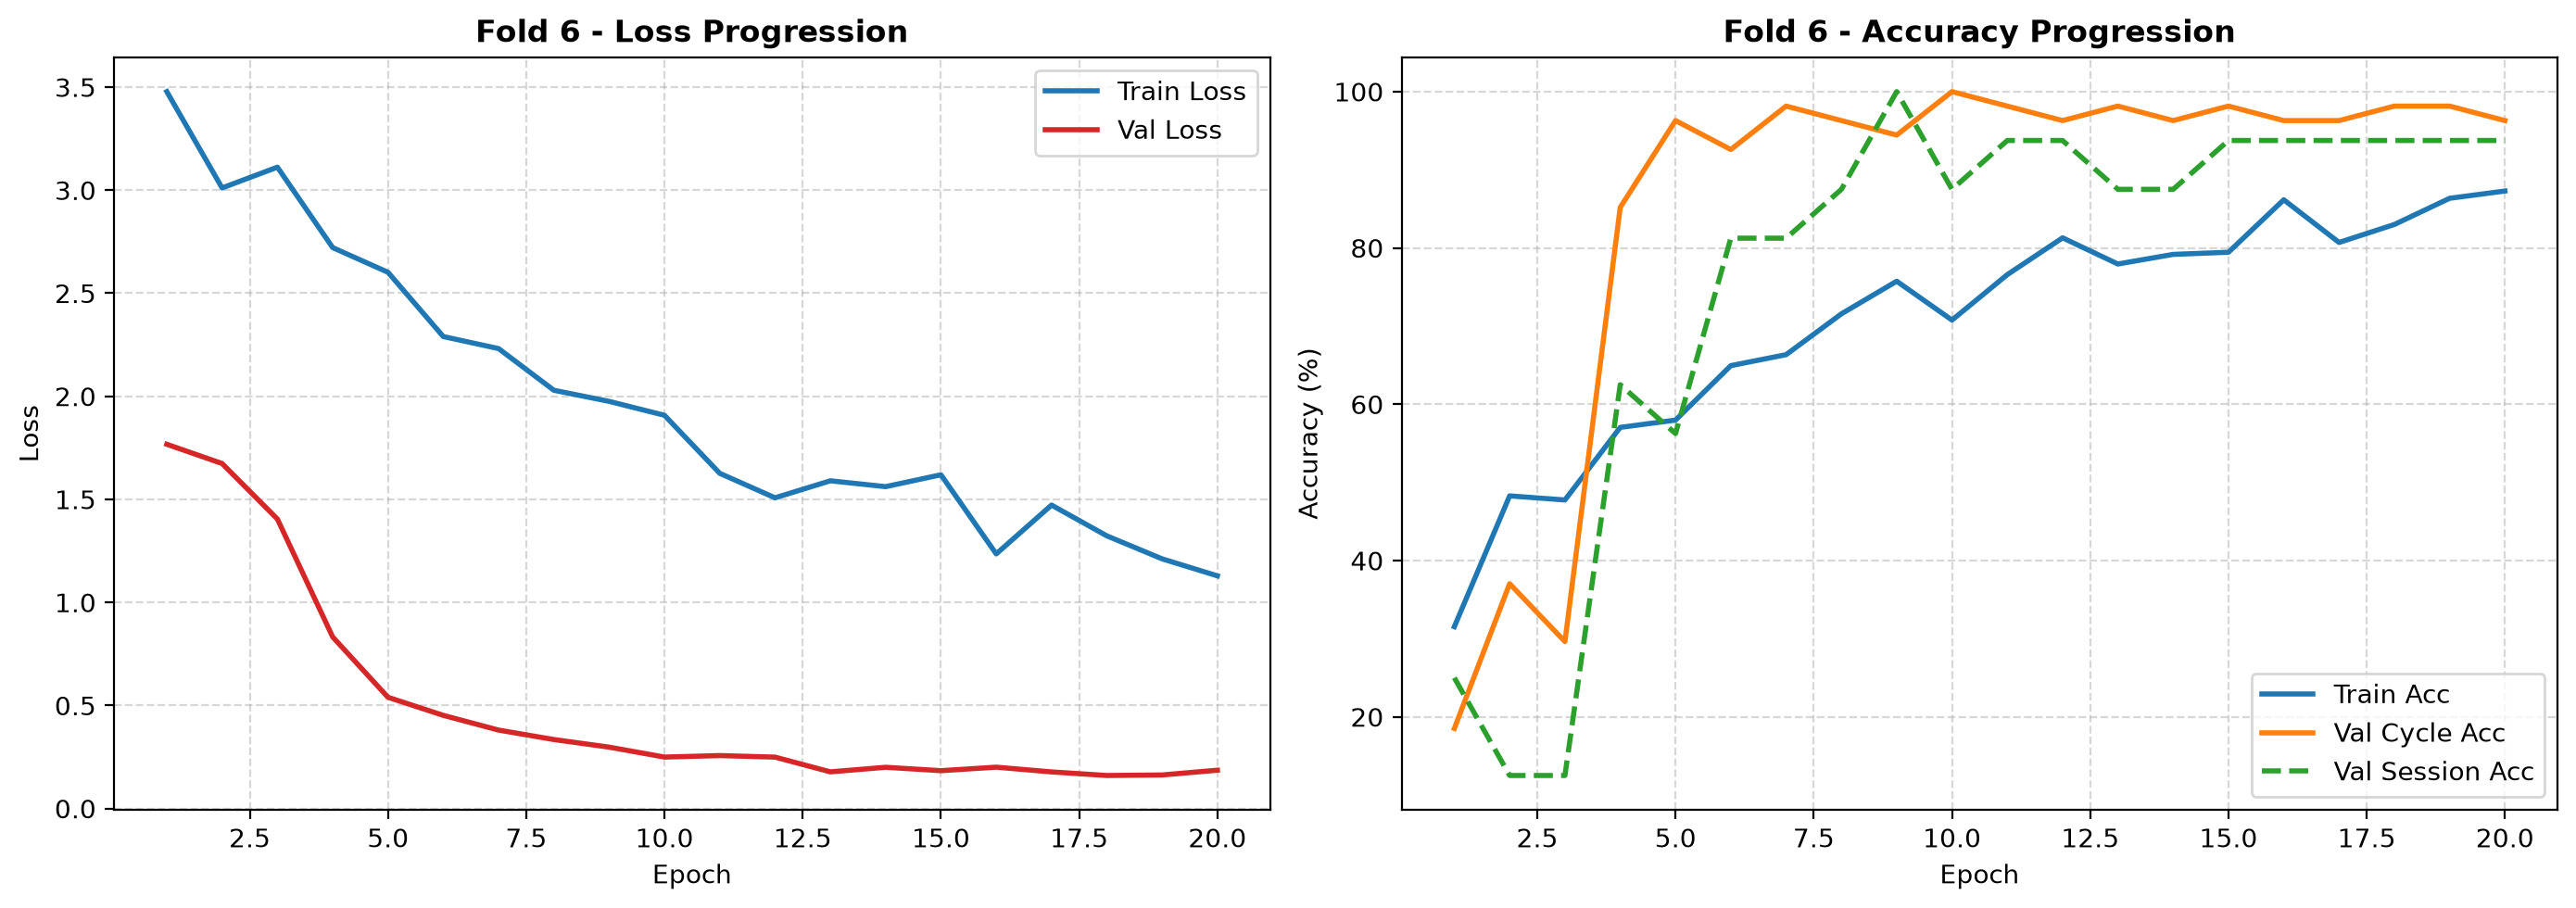 Fold 6 - Loss Progression
3.5
3.0
2.5
2.0
1.5
1.0
0.5
0.0
Loss
2.5 5.0 7.5 10.0 12.5 15.0 17.5 20.0
Epoch
Train Loss
Val Loss
Fold 6 - Accuracy Progression
100
80
60
40
20
Accuracy (%)
2.5 5.0 7.5 10.0 12.5 15.0 17.5 20.0
Epoch
Train Acc
Val Cycle Acc
Val Session Acc